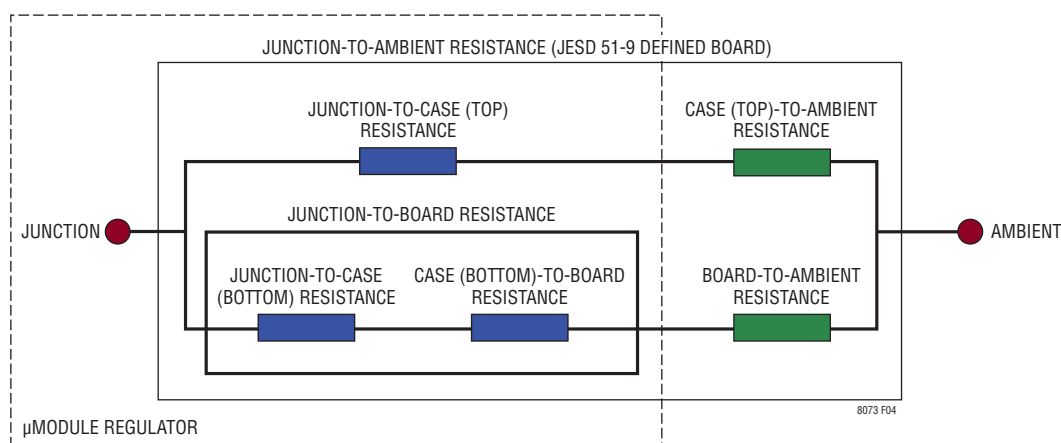 JUNCTION-TO-AMBIENT RESISTANCE (JESD 51-9 DEFINED BOARD)
JUNCTION-TO-CASE (TOP)
RESISTANCE
CASE (TOP)-TO-AMBIENT
RESISTANCE
JUNCTION-TO-BOARD RESISTANCE
JUNCTION
AMBIENT
JUNCTION-TO-CASE
(BOTTOM) RESISTANCE
CASE (BOTTOM)-TO-BOARD
RESISTANCE
BOARD-TO-AMBIENT
RESISTANCE
8073 F04
µMODULE REGULATOR